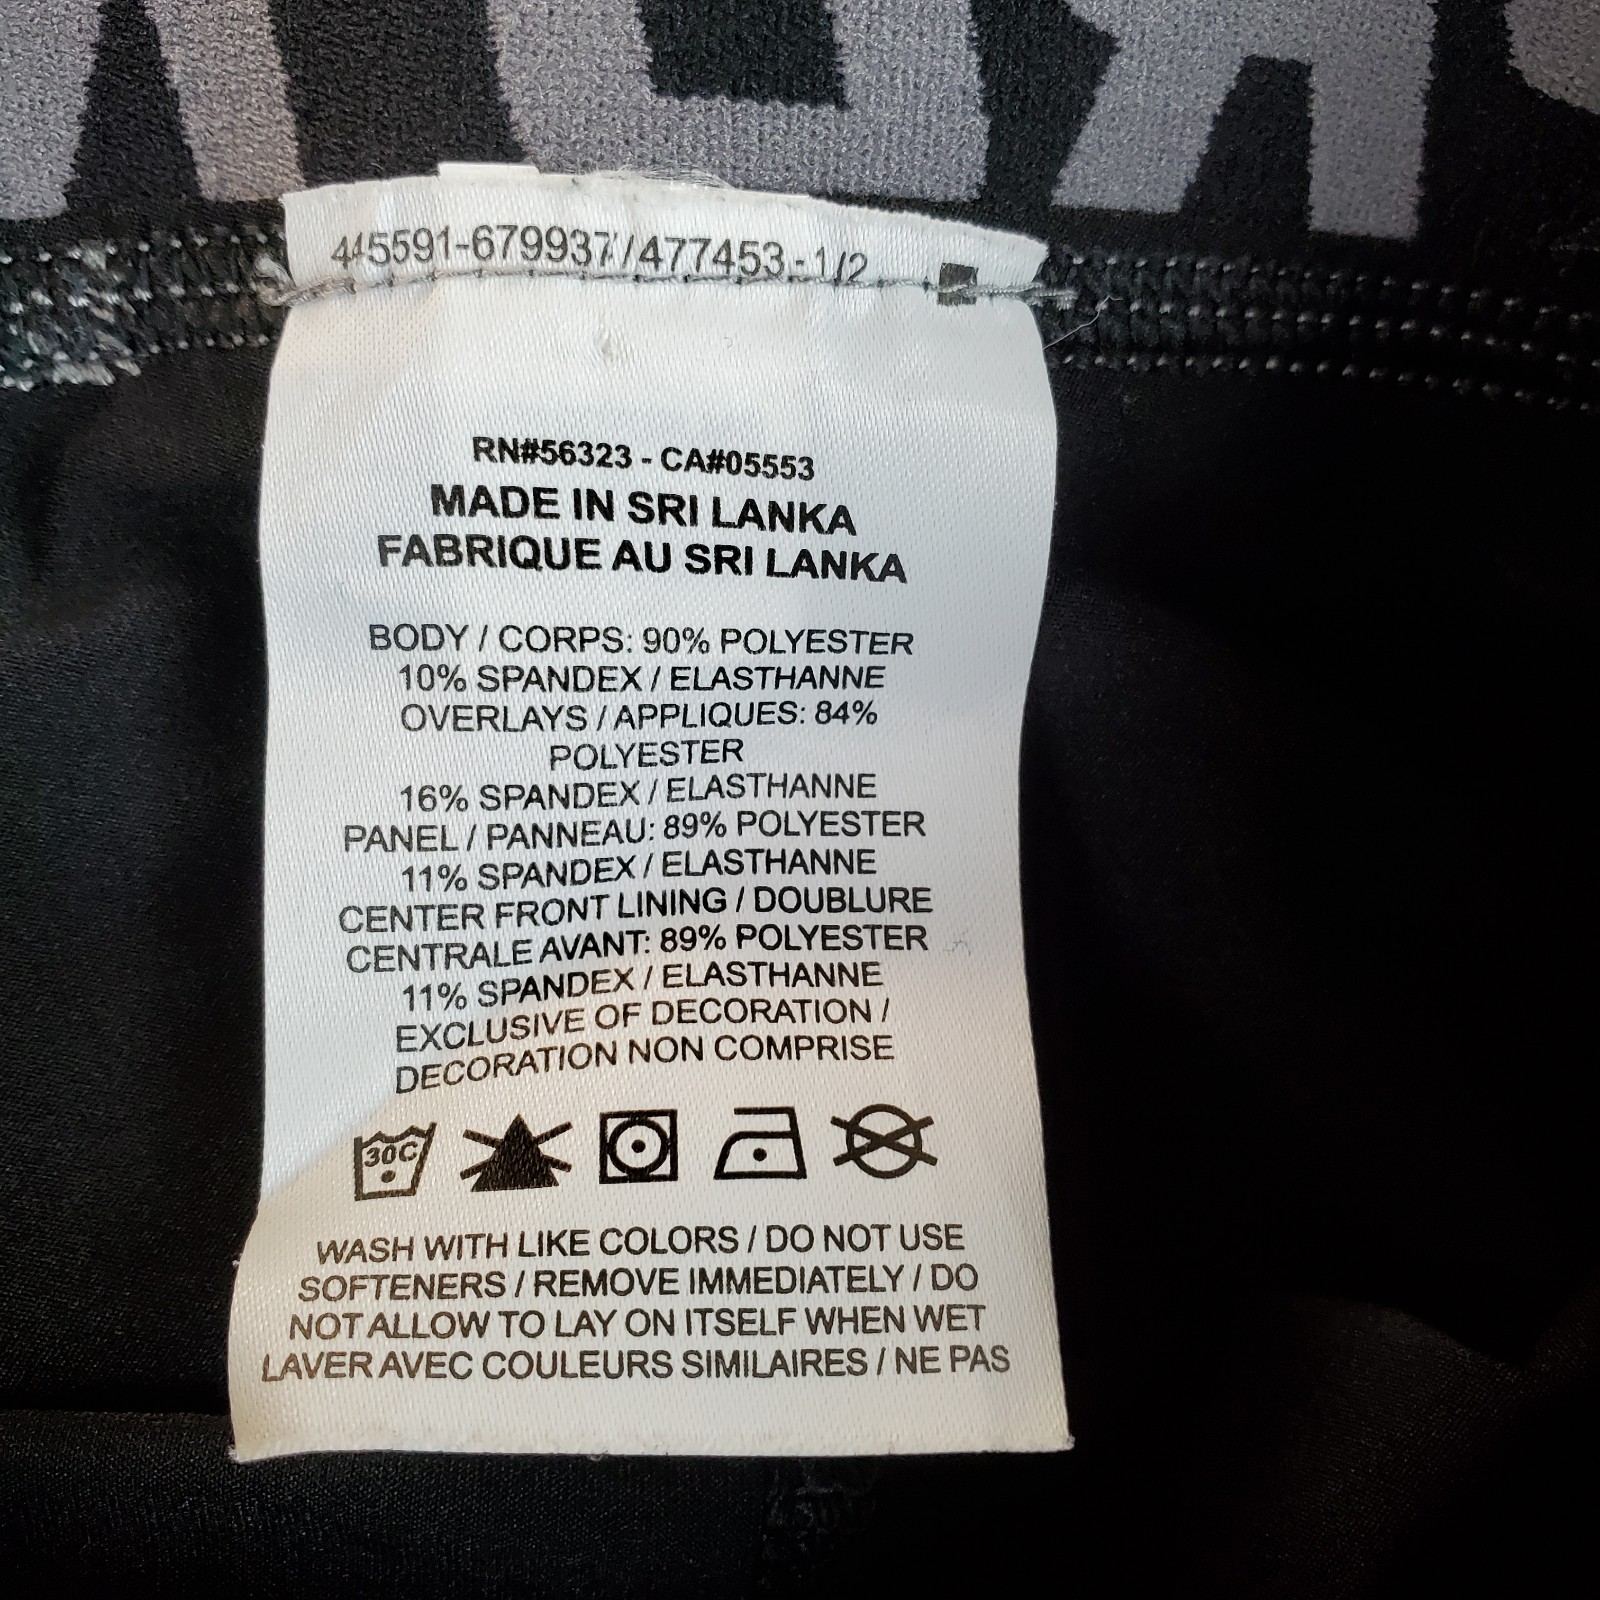 445591-679937//477453-1/2
RN#56323 - CA#05553
MADE IN SRI LANKA
FABRIQUE AU SRI LANKA
BODY / CORPS: 90% POLYESTER
10% SPANDEX / ELASTHANNE
OVERLAYS / APPLIQUES: 84%
POLYESTER
16% SPANDEX / ELASTHANNE
PANEL / PANNEAU: 89% POLYESTER
11% SPANDEX / ELASTHANNE
CENTER FRONT LINING / DOUBLURE
CENTRALE AVANT: 89% POLYESTER
11% SPANDEX / ELASTHANNE
EXCLUSIVE OF DECORATION /
DECORATION NON COMPRISE
30C
WASH WITH LIKE COLORS / DO NOT USE
SOFTENERS / REMOVE IMMEDIATELY / DO
NOT ALLOW TO LAY ON ITSELF WHEN WET
LAVER AVEC COULEURS SIMILAIRES / NE PAS